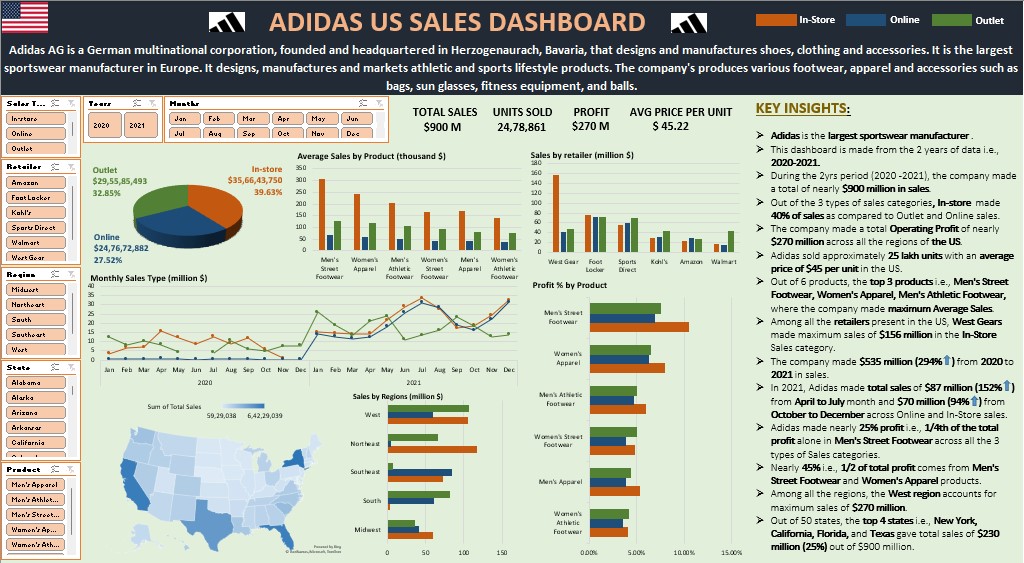 ADIDAS US SALES DASHBOARD
In-Store
Online
Outlet
Adidas AG is a German multinational corporation, founded and headquartered in Herzogenaurach, Bavaria, that designs and manufactures shoes, clothing and accessories. It is the largest
sportswear manufacturer in Europe. It designs, manufactures and markets athletic and sports lifestyle products. The company's produces various footwear, apparel and accessories such as
bags, sun glasses, fitness equipment, and balls.
Sales T...
In-store
Online
Outlet
Retailer
Amazon
Foot Locker
Kohl's
Sports Direct
Walmart
West Gear
Region
Midwest
Northeast
South
Southeast
West
State
Alabama
Alaska
Arizona
Arkansas
California
Product
Men's Apparel
Men's Athlet...
Men's Street...
Women's Ap...
Women's Ath...
Years
2020
2021
Months
Jan
Feb
Mar
Apr
May
Jun
Jul
Aug
Sep
Oct
Nov
Dec
TOTAL SALES
$900 M
UNITS SOLD
24,78,861
PROFIT
$270 M
AVG PRICE PER UNIT
$ 45.22
Outlet
$29,55,85,493
32.85%
In-store
$35,66,43,750
39.63%
Online
$24,76,72,882
27.52%
Average Sales by Product (thousand $)
350
300
250
200
150
100
50
0
Men's
Street
Footwear
Women's
Apparel
Men's
Athletic
Footwear
Women's
Street
Footwear
Men's
Apparel
Women's
Athletic
Footwear
Sales by retailer (million $)
180
160
140
120
100
80
60
40
20
0
West Gear
Foot
Locker
Sports
Direct
Kohl's
Amazon
Walmart
Monthly Sales Type (million $)
40
35
30
25
20
15
10
5
0
Jan Feb Mar Apr May Jun Jul Aug Sep Oct Nov Dec Jan Feb Mar Apr May Jun Jul Aug Sep Oct Nov Dec
2020
2021
Sum of Total Sales
59,29,038
6,42,29,039
Powered by Bing
© GeoNames, Microsoft, TomTom
Sales by Regions (million $)
West
Northeast
Southeast
South
Midwest
0 50 100 150
Profit % by Product
Men's Street
Footwear
Women's
Apparel
Men's Athletic
Footwear
Women's Street
Footwear
Men's Apparel
Women's
Athletic
Footwear
0.00% 5.00% 10.00% 15.00%
KEY INSIGHTS:
Adidas is the largest sportswear manufacturer .
This dashboard is made from the 2 years of data i.e.,
2020-2021.
During the 2yrs period (2020 -2021), the company made
a total of nearly $900 million in sales.
Out of the 3 types of sales categories, In-store made
40% of sales as compared to Outlet and Online sales.
The company made a total Operating Profit of nearly
$270 million across all the regions of the US.
Adidas sold approximately 25 lakh units with an average
price of $45 per unit in the US.
Out of 6 products, the top 3 products i.e., Men's Street
Footwear, Women's Apparel, Men's Athletic Footwear,
where the company made maximum Average Sales.
Among all the retailers present in the US, West Gears
made maximum sales of $156 million in the In-Store
Sales category.
The company made $535 million (294%⬆) from 2020 to
2021 in sales.
In 2021, Adidas made total sales of $87 million (152%⬆)
from April to July month and $70 million (94%⬆) from
October to December across Online and In-Store sales.
Adidas made nearly 25% profit i.e., 1/4th of the total
profit alone in Men's Street Footwear across all the 3
types of Sales categories.
Nearly 45% i.e., 1/2 of total profit comes from Men's
Street Footwear and Women's Apparel products.
Among all the regions, the West region accounts for
maximum sales of $270 million.
Out of 50 states, the top 4 states i.e., New York,
California, Florida, and Texas gave total sales of $230
million (25%) out of $900 million.